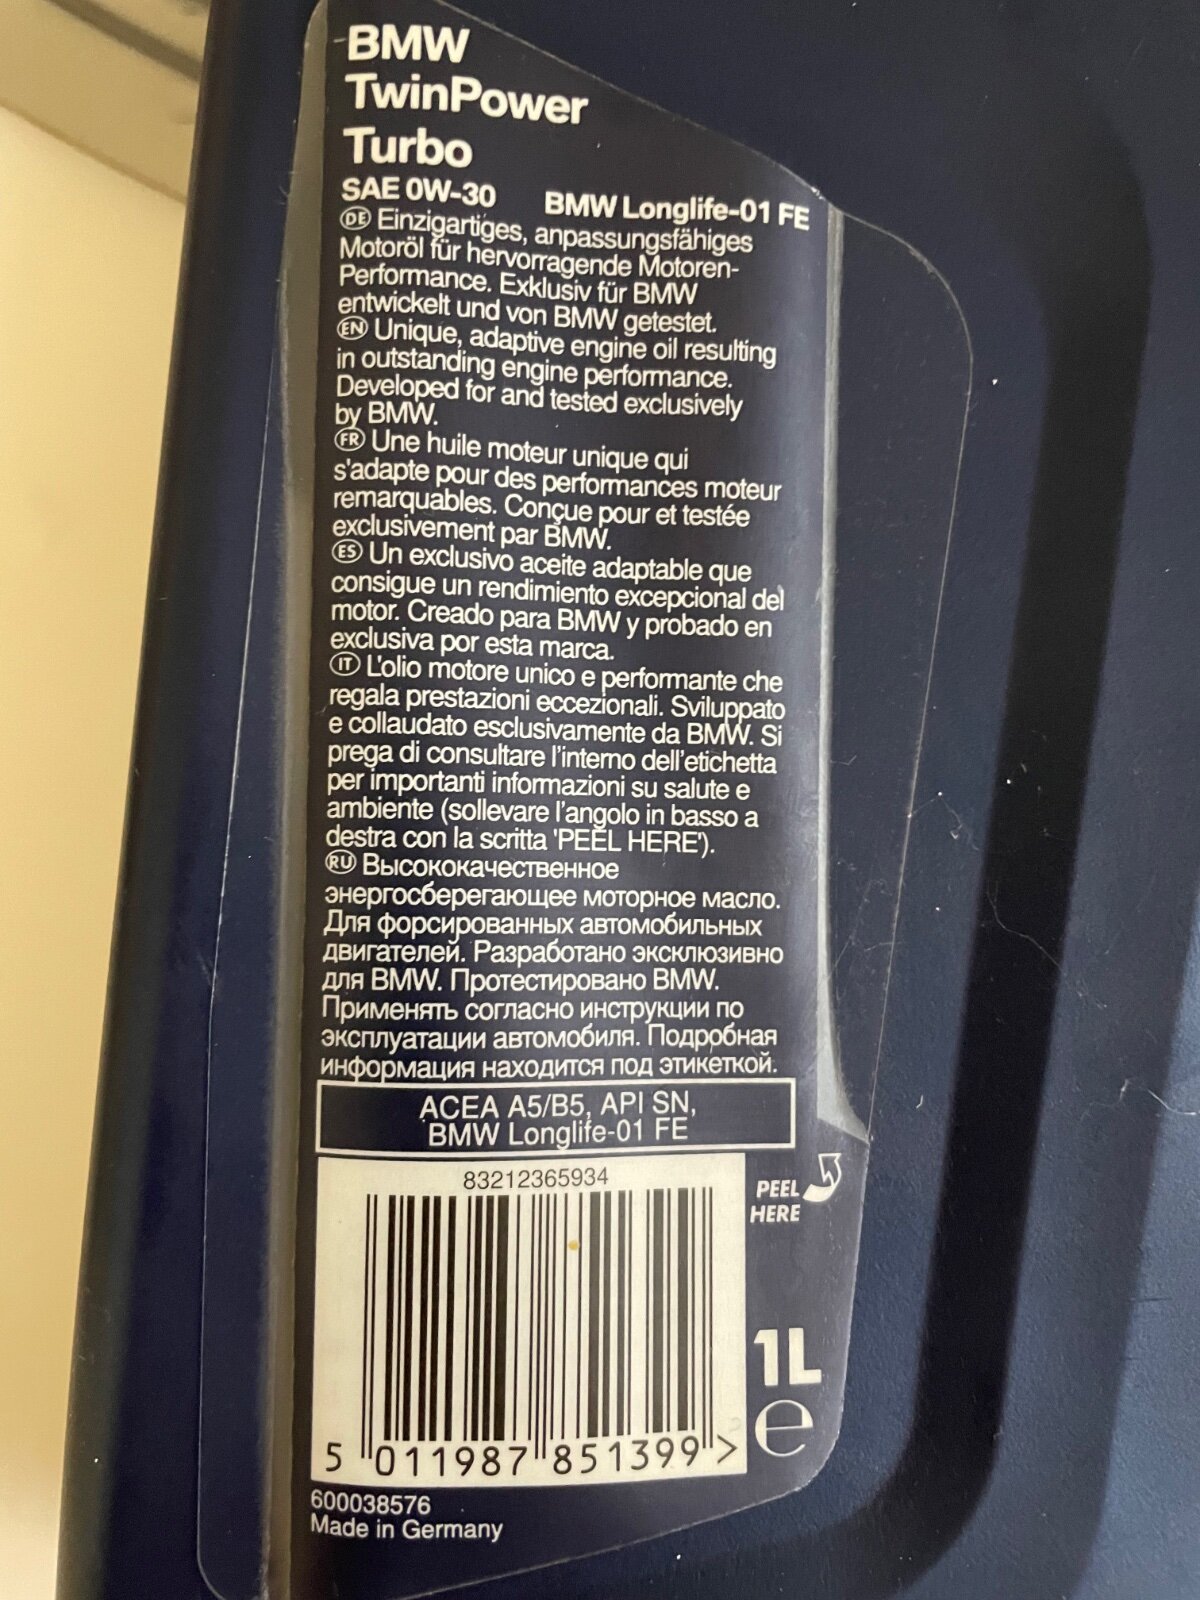 BMW
TwinPower
Turbo
SAE 0W-30 BMW Longlife-01 FE
DE Einzigartiges, anpassungsfähiges
Motoröl für hervorragende Motoren-
Performance. Exklusiv für BMW
entwickelt und von BMW getestet.
EN Unique, adaptive engine oil resulting
in outstanding engine performance.
Developed for and tested exclusively
by BMW.
FR Une huile moteur unique qui
s'adapte pour des performances moteur
remarquables. Conçue pour et testée
exclusivement par BMW.
ES Un exclusivo aceite adaptable que
consigue un rendimiento excepcional del
motor. Creado para BMW y probado en
exclusiva por esta marca.
IT L'olio motore unico e performante che
regala prestazioni eccezionali. Sviluppato
e collaudato esclusivamente da BMW. Si
prega di consultare l'interno dell'etichetta
per importanti informazioni su salute e
ambiente (sollevare l'angolo in basso a
destra con la scritta 'PEEL HERE').
RU Высококачественное
энергосберегающее моторное масло.
Для форсированных автомобильных
двигателей. Разработано эксклюзивно
для BMW. Протестировано BMW.
Применять согласно инструкции по
эксплуатации автомобиля. Подробная
информация находится под этикеткой.
ACEA A5/B5, API SN,
BMW Longlife-01 FE
83212365934
PEEL
HERE
1L
e
5 011987 851399 >
600038576
Made in Germany